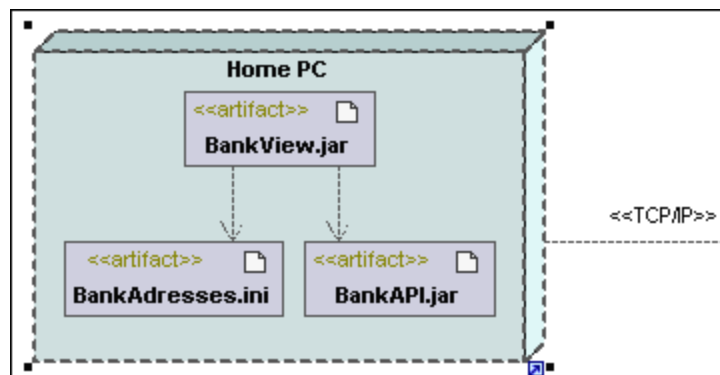 Home PC
<<artifact>>
BankView.jar
<<TCP/IP>>
<<artifact>>
BankAdresses.ini
<<artifact>>
BankAPI.jar